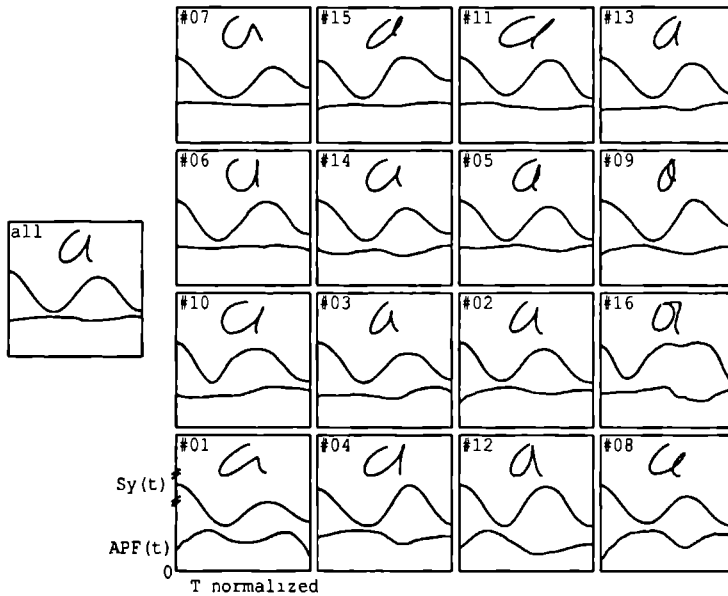 #07 #15 #11 #13
a a a a
#06 #14 #05 #09
a a a a
all
a
#10 #03 #02 #16
a a a a
#01 #04 #12 #08
a a a a
Sy(t)
APF(t)
0
T normalized